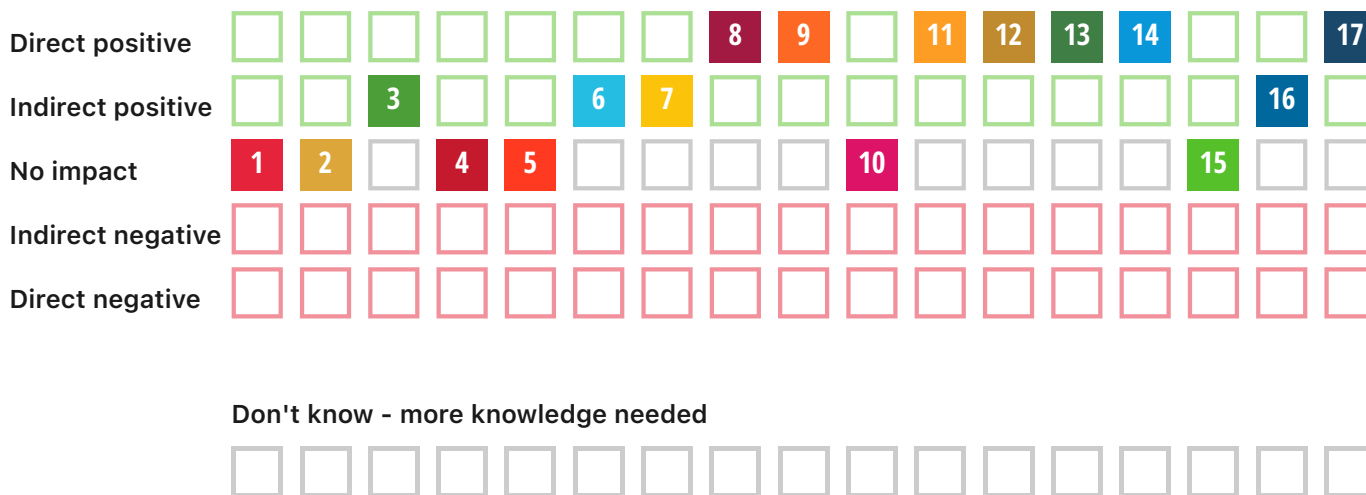 Direct positive 8 9 11 12 13 14 17
Indirect positive 3 6 7 16
No impact 1 2 4 5 10 15
Indirect negative
Direct negative
Don't know - more knowledge needed